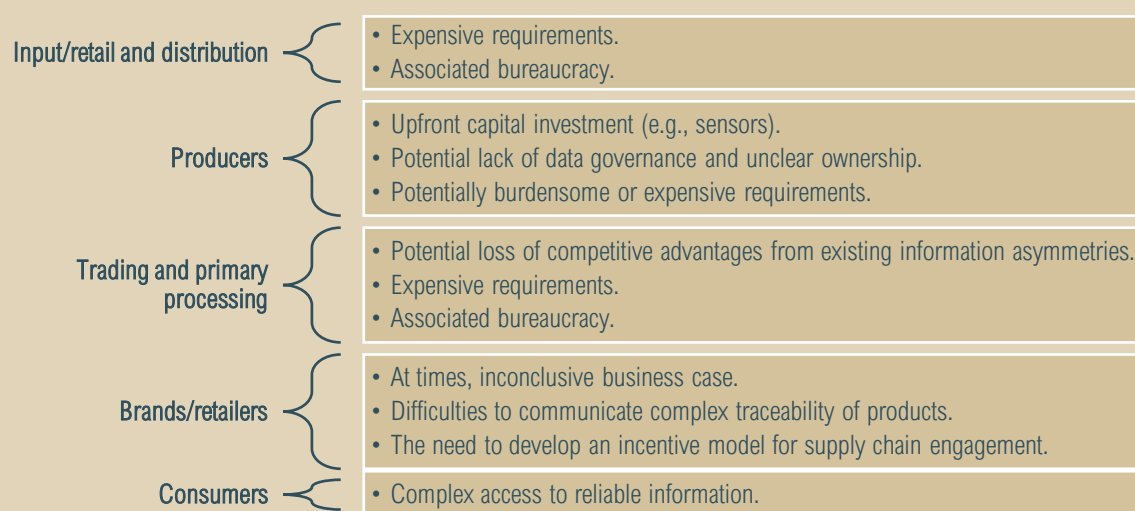 Input/retail and distribution
• Expensive requirements.
• Associated bureaucracy.
Producers
• Upfront capital investment (e.g., sensors).
• Potential lack of data governance and unclear ownership.
• Potentially burdensome or expensive requirements.
Trading and primary
processing
• Potential loss of competitive advantages from existing information asymmetries.
• Expensive requirements.
• Associated bureaucracy.
Brands/retailers
• At times, inconclusive business case.
• Difficulties to communicate complex traceability of products.
• The need to develop an incentive model for supply chain engagement.
Consumers
• Complex access to reliable information.